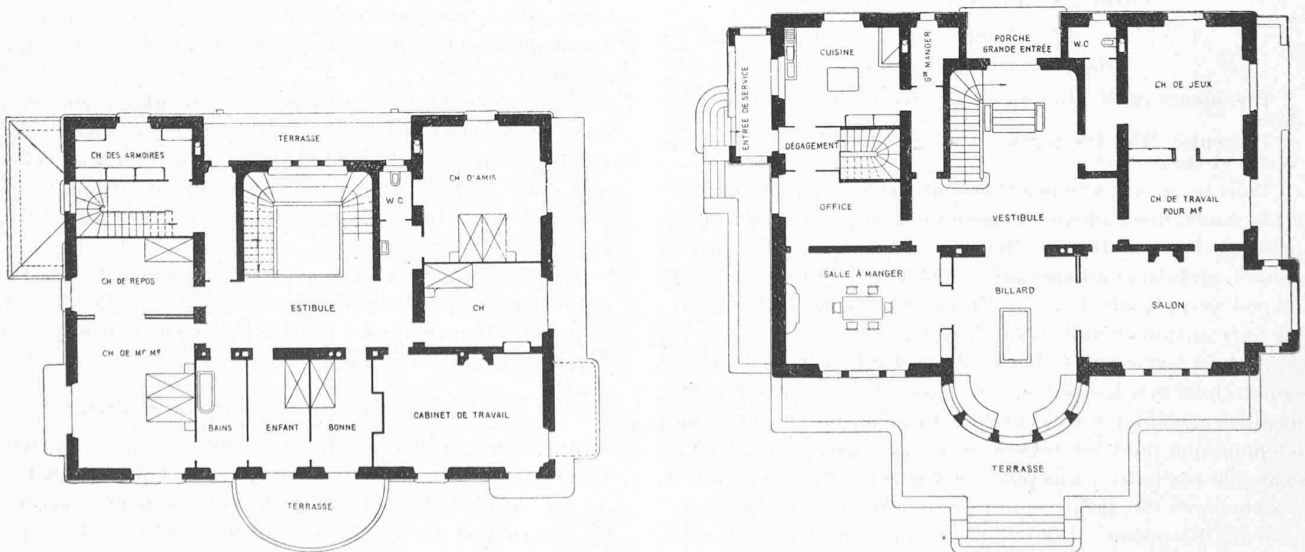 TERRASSE
CH DES ARMOIRES
CH D'AMIS
W.C
CH DE REPOS
ESTIBULE
CH
CH DE Mr Me
BAINS
ENFANT
BONNE
CABINET DE TRAVAIL
TERRASSE
ENTRÉE DE SERVICE
CUISINE
Gde MANGER
PORCHE
GRANDE ENTRÉE
W.C
CH DE JEUX
DÉGAGEMENT
OFFICE
VESTIBULE
CH DE TRAVAIL
POUR Me
SALLE À MANGER
BILLARD
SALON
TERRASSE